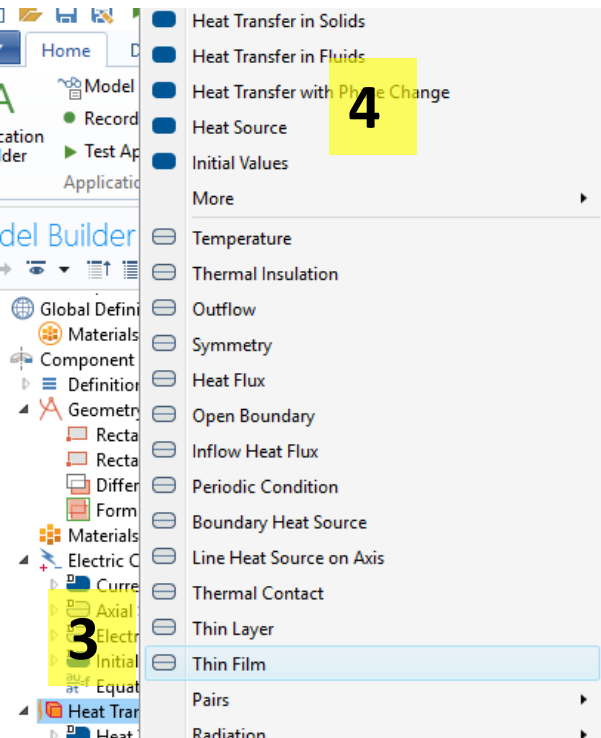 Home D
Model
Record
cation
lder
Test Ap
Applicatio
del Builder
Global Defini
Materials
Component
Definition
Geometry
Recta
Recta
Differ
Form
Materials
Electric C
Curre
Axial
Electr
Initial
Equat
Heat Tran
Heat
3
Heat Transfer in Solids
Heat Transfer in Fluids
Heat Transfer with Phase Change
Heat Source
Initial Values
More
4
Temperature
Thermal Insulation
Outflow
Symmetry
Heat Flux
Open Boundary
Inflow Heat Flux
Periodic Condition
Boundary Heat Source
Line Heat Source on Axis
Thermal Contact
Thin Layer
Thin Film
Pairs
Radiation